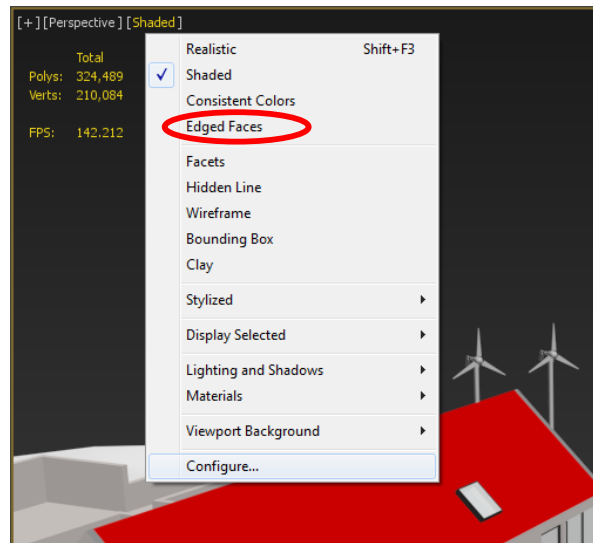 [+] [Perspective] [Shaded]
Total
Polys: 324,489
Verts: 210,084
FPS: 142.212
Realistic Shift+F3
Shaded
Consistent Colors
Edged Faces
Facets
Hidden Line
Wireframe
Bounding Box
Clay
Stylized
Display Selected
Lighting and Shadows
Materials
Viewport Background
Configure...